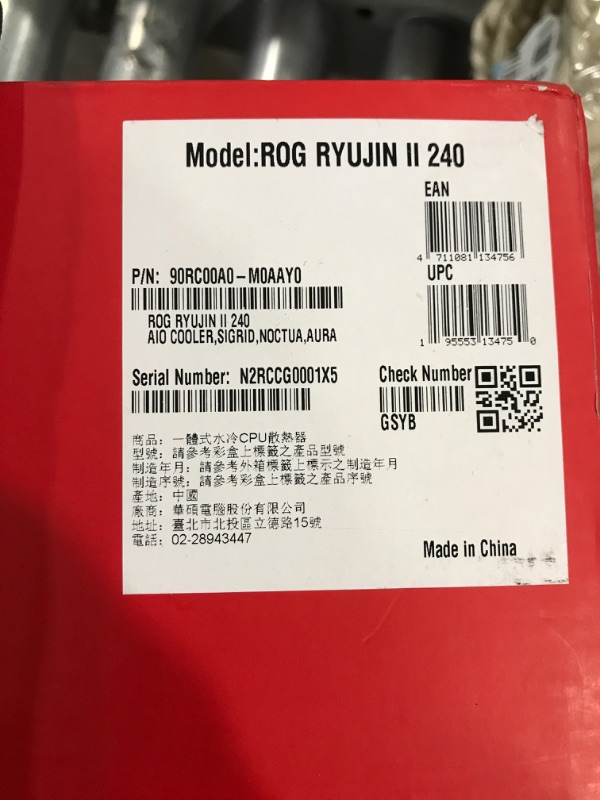 Model:ROG RYUJIN II 240
EAN
4 711081 134756
P/N: 90RC00A0-M0AAY0
UPC
ROG RYUJIN II 240
AIO COOLER,SIGRID,NOCTUA,AURA
1 95553 13475 0
Serial Number: N2RCCG0001X5
Check Number
GSYB
商品：一體式水冷CPU散熱器
型號：請參考彩盒上標籤之產品型號
制造年月：請參考外箱標籤上標示之制造年月
制造序號：請參考彩盒上標籤之產品序號
產地：中國
廠商：華碩電腦股份有限公司
地址：臺北市北投區立德路15號
電話：02-28943447
Made in China